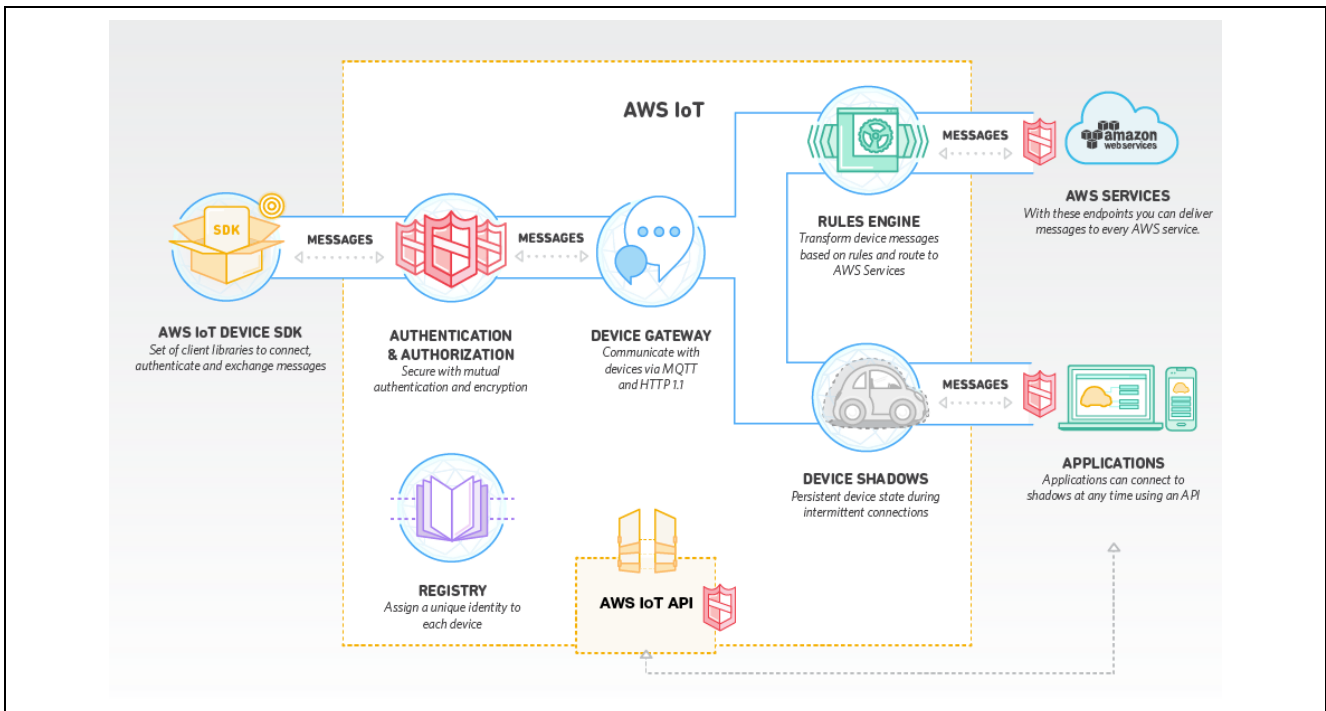 AWS IoT
SDK
MESSAGES
MESSAGES
MESSAGES
amazon
web services
AWS SERVICES
With these endpoints you can deliver
messages to every AWS service.
RULES ENGINE
Transform device messages
based on rules and route to
AWS Services
AWS IoT DEVICE SDK
Set of client libraries to connect,
authenticate and exchange messages
AUTHENTICATION
& AUTHORIZATION
Secure with mutual
authentication and encryption
DEVICE GATEWAY
Communicate with
devices via MQTT
and HTTP 1.1
MESSAGES
DEVICE SHADOWS
Persistent device state during
intermittent connections
APPLICATIONS
Applications can connect to
shadows at any time using an API
REGISTRY
Assign a unique identity to
each device
AWS IoT API